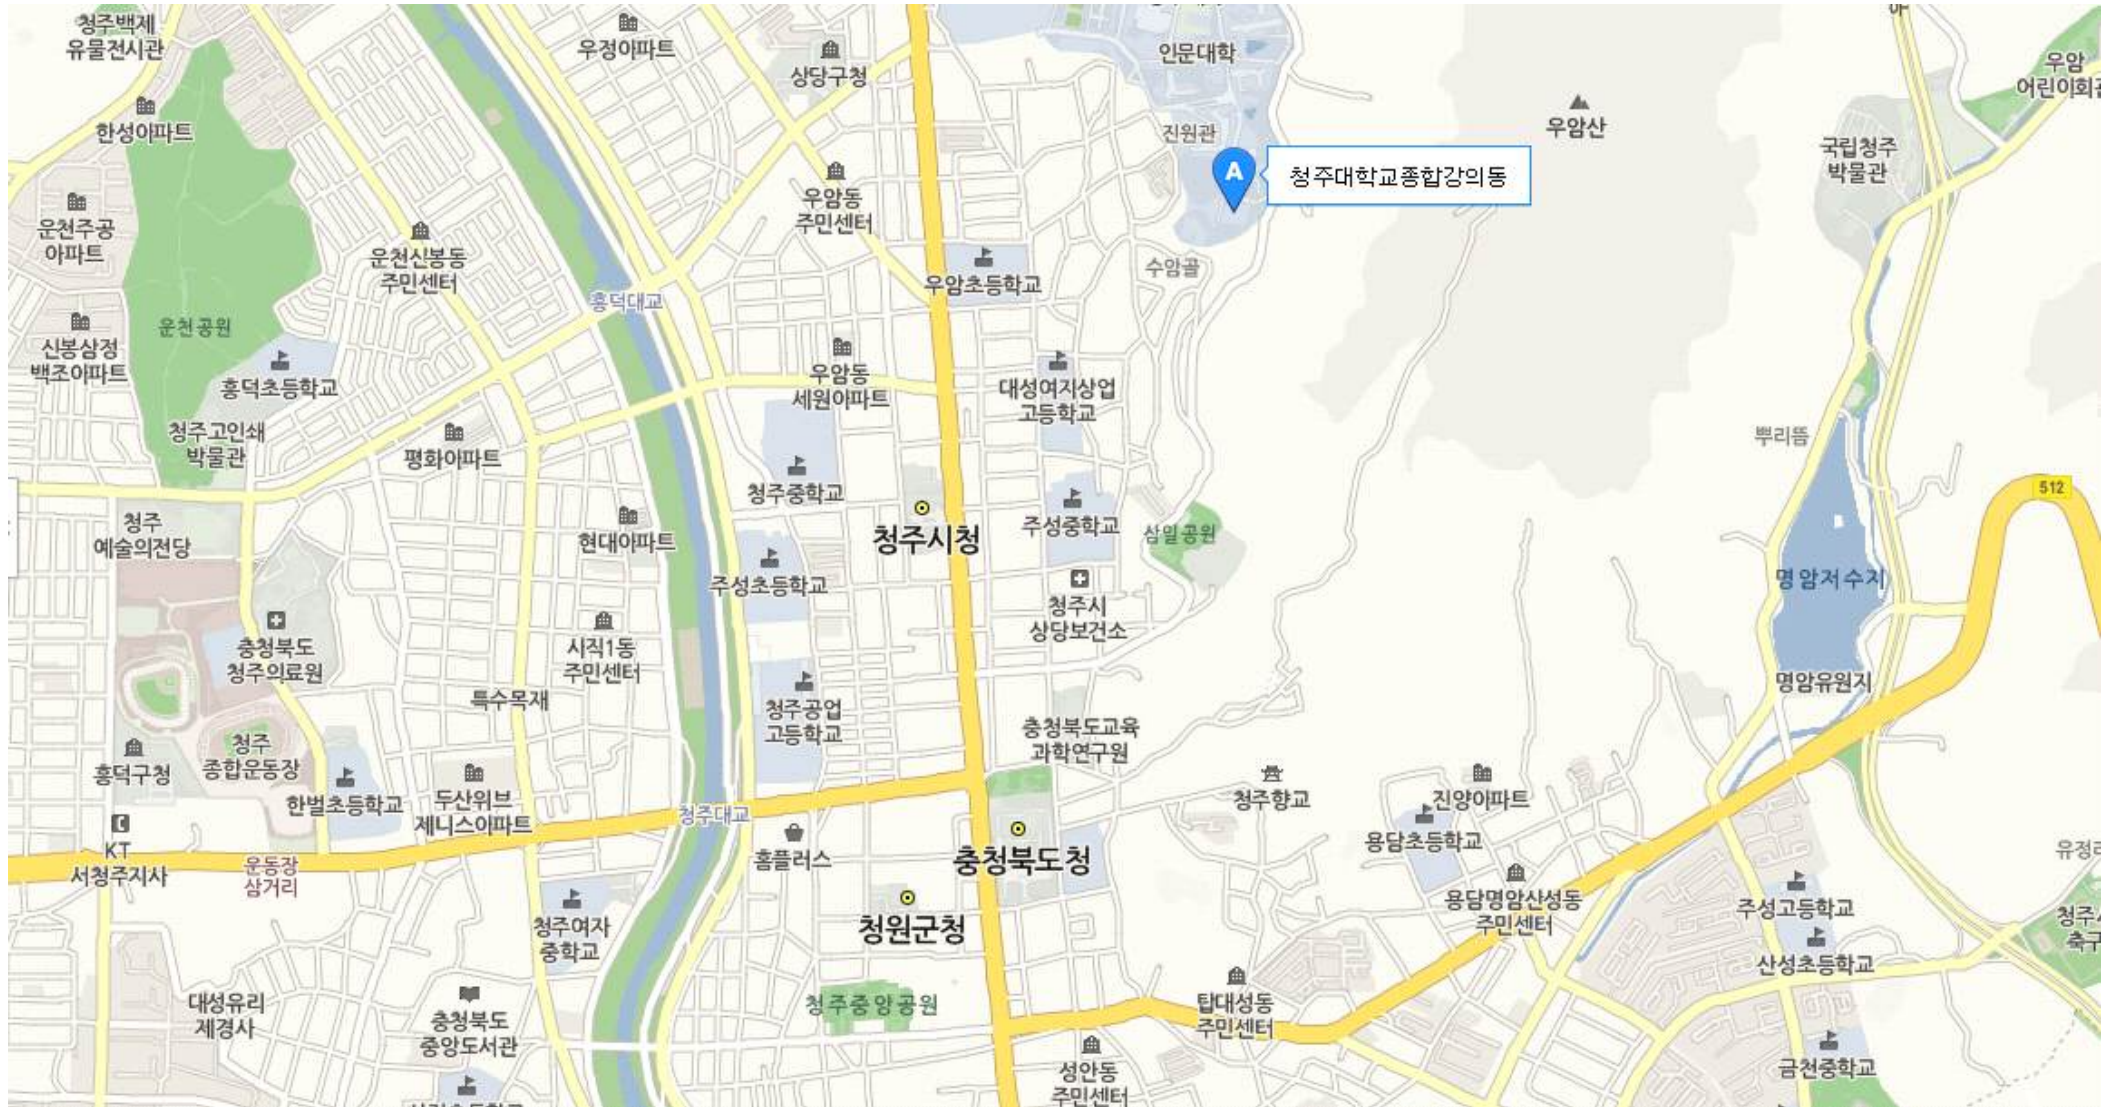 청주백제
유물전시관
우정아파트
상당구청
인문대학
우암
한성아파트
진원관
우암산
국립청주
박물관
A
청주대학교종합강의동
우암동
주민센터
운천주공
아파트
운천신봉동
주민센터
수암골
우암초등학교
흥덕대교
운천공원
신봉삼정
백조아파트
흥덕초등학교
우암동
세원아파트
대성여자상업
고등학교
청주고인쇄
박물관
평화아파트
뿌리뜸
청주중학교
512
청주
예술의전당
현대아파트
청주시청
주성중학교
삼일공원
주성초등학교
명암저수지
청주시
상당보건소
충청북도
청주의료원
시직1동
주민센터
명암유원지
특수목재
청주공업
고등학교
충청북도교육
과학연구원
흥덕구청
청주
종합운동장
한벌초등학교
두산위브
제니스아파트
청주대교
청주향교
진양아파트
용담초등학교
KT
서청주지사
운동장
삼거리
홈플러스
충청북도청
용담명암산성동
주민센터
주성고등학교
청주여자
중학교
청원군청
산성초등학교
대성유리
제경사
충청북도
중앙도서관
청주중앙공원
탑대성동
주민센터
성안동
주민센터
금천중학교